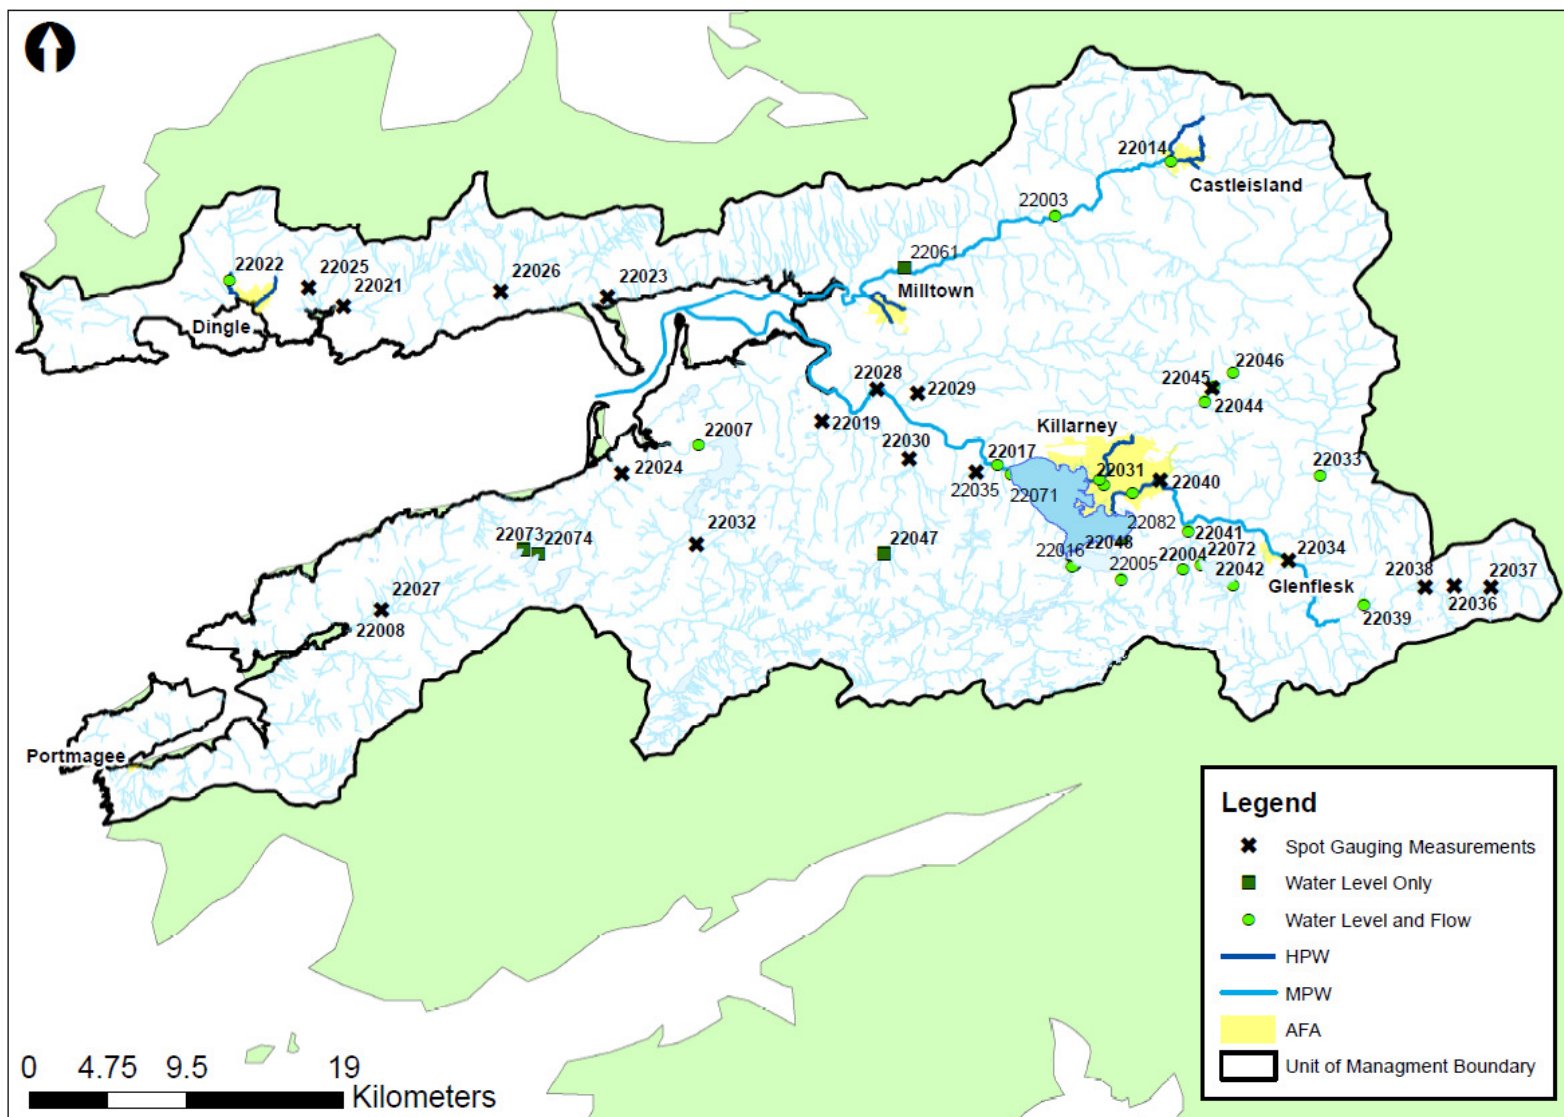 22014
Castleisland
22003
22061
Milltown
22022
22025
22021
22026
22023
Dingle
22028
22029
22046
22045
22044
22019
22030
Killarney
22007
22024
22017
22035
22071
22031
22040
22033
22082
22041
22073
22074
22032
22047
22016
22048
22005
22004
22072
22042
22034
Glenflesk
22038
22037
22036
22039
22027
22008
Portmagee
Legend
Spot Gauging Measurements
Water Level Only
Water Level and Flow
HPW
MPW
AFA
Unit of Managment Boundary
0 4.75 9.5 19
Kilometers